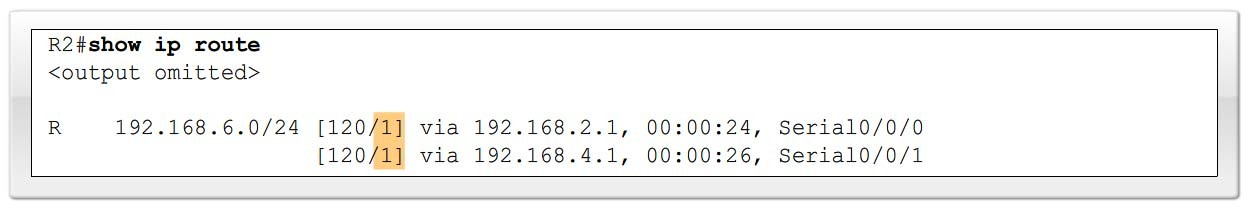 R2#show ip route
<output omitted>
R    192.168.6.0/24 [120/1] via 192.168.2.1, 00:00:24, Serial0/0/0
                    [120/1] via 192.168.4.1, 00:00:26, Serial0/0/1